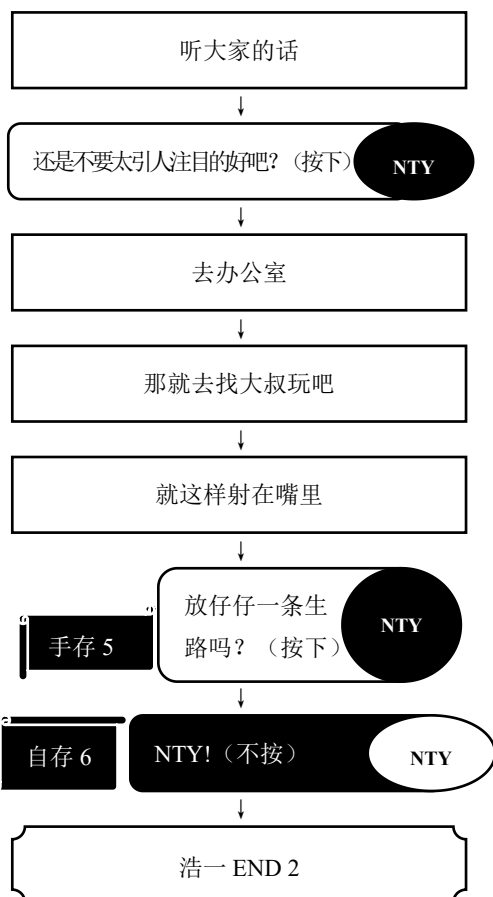 听大家的话
↓
还是不要太引人注目的好吧?（按下） NTY
↓
去办公室
↓
那就去找大叔玩吧
↓
就这样射在嘴里
↓
放仔仔一条生
路吗？（按下）
NTY
手存 5
↓
自存 6
NTY!（不按）
NTY
↓
浩一 END 2